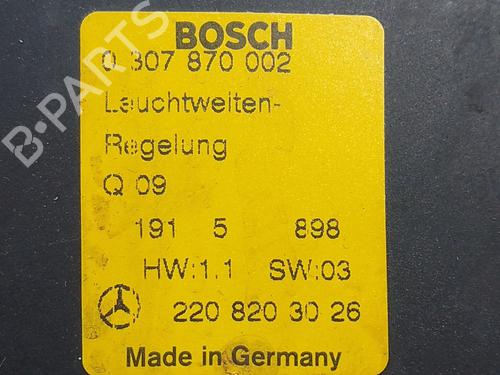 BOSCH
0 307 870 002
Leuchtweiten-
Regelung
Q 09
191 5 898
HW:1.1 SW:03
220 820 30 26
Made in Germany
B-PARTS